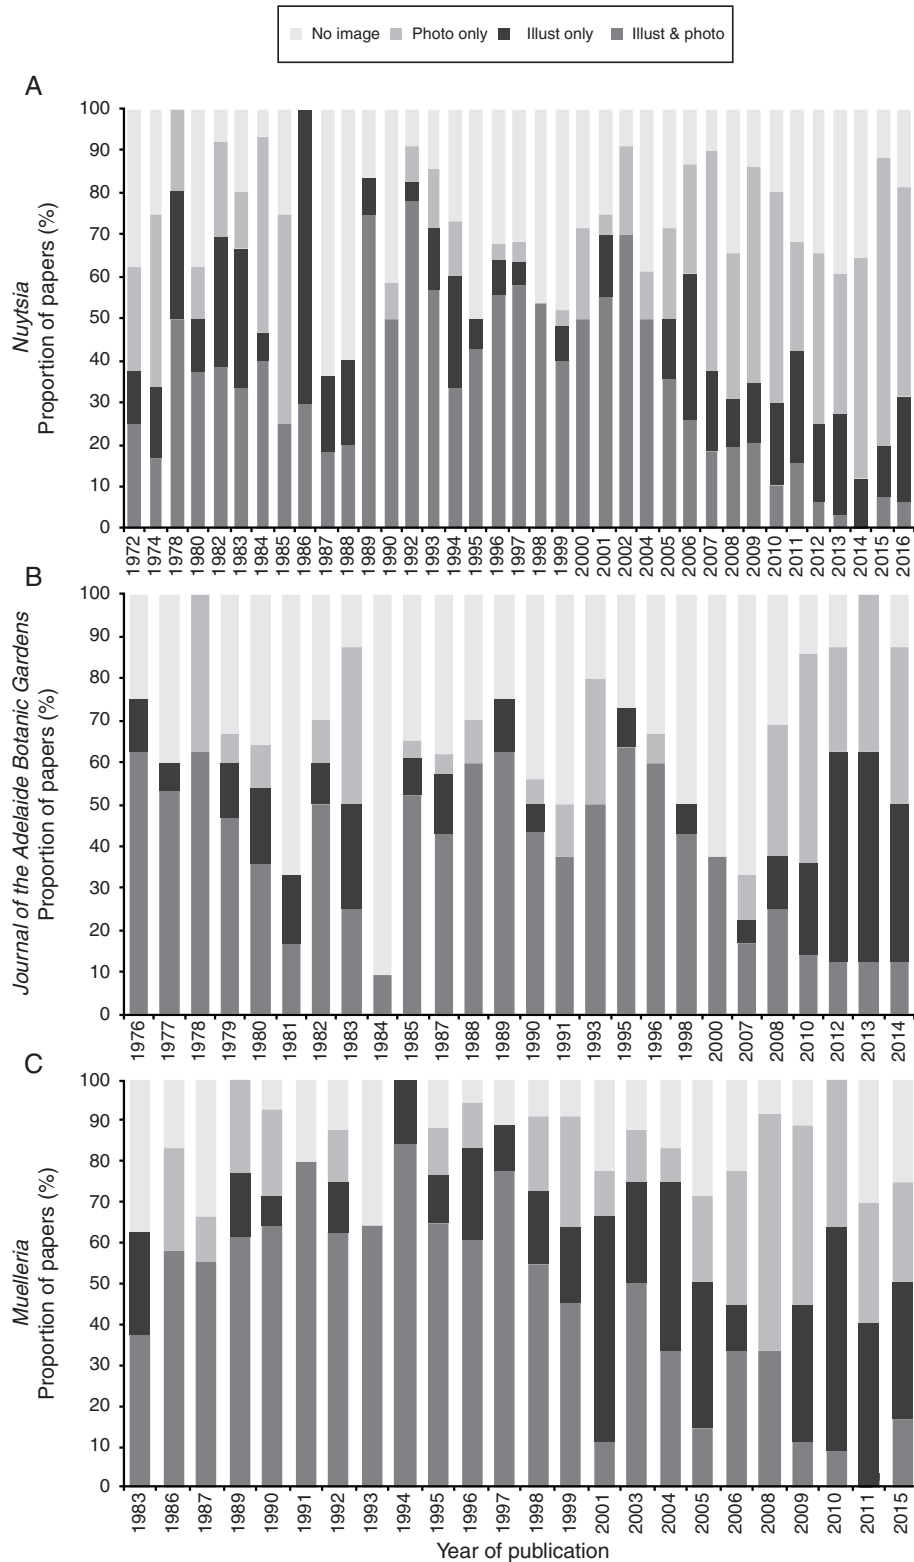 No image Photo only Illust only Illust & photo
A
Nuytsia
Proportion of papers (%)
100
90
80
70
60
50
40
30
20
10
0
1972 1974 1978 1980 1982 1983 1984 1985 1986 1987 1988 1989 1990 1992 1993 1994 1995 1996 1997 1998 1999 2000 2001 2002 2004 2005 2006 2007 2008 2009 2010 2011 2012 2013 2014 2015 2016
B
Journal of the Adelaide Botanic Gardens
Proportion of papers (%)
100
90
80
70
60
50
40
30
20
10
0
1976 1977 1978 1979 1980 1981 1982 1983 1984 1985 1987 1988 1989 1990 1991 1993 1995 1996 1998 2000 2007 2008 2010 2012 2013 2014
C
Muelleria
Proportion of papers (%)
100
90
80
70
60
50
40
30
20
10
0
1983 1986 1987 1989 1990 1991 1992 1993 1994 1995 1996 1997 1998 1999 2001 2003 2004 2005 2006 2008 2009 2010 2011 2015
Year of publication